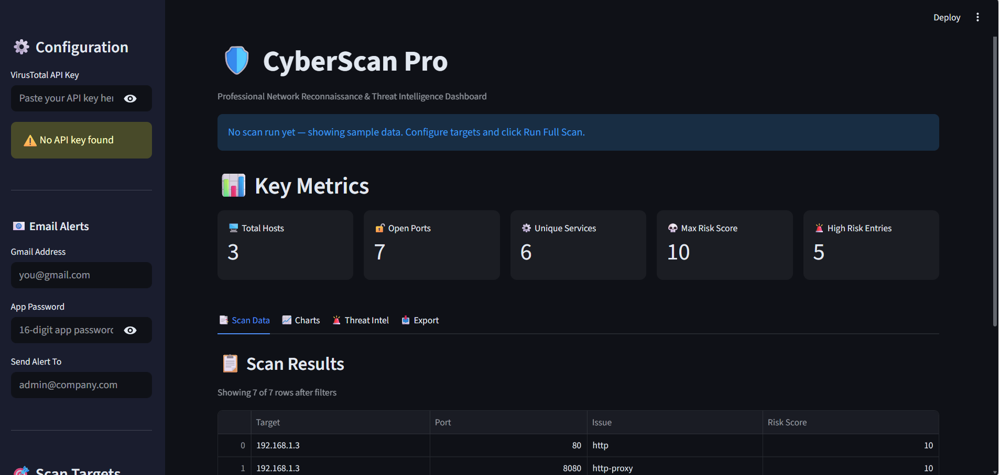 Deploy
Configuration
VirusTotal API Key
Paste your API key her
No API key found
Email Alerts
Gmail Address
you@gmail.com
App Password
16-digit app password
Send Alert To
admin@company.com
Scan Targets
CyberScan Pro
Professional Network Reconnaissance & Threat Intelligence Dashboard
No scan run yet — showing sample data. Configure targets and click Run Full Scan.
Key Metrics
Total Hosts
3
Open Ports
7
Unique Services
6
Max Risk Score
10
High Risk Entries
5
Scan Data Charts Threat Intel Export
Scan Results
Showing 7 of 7 rows after filters
Target Port Issue Risk Score
0 192.168.1.3 80 http 10
1 192.168.1.3 8080 http-proxy 10